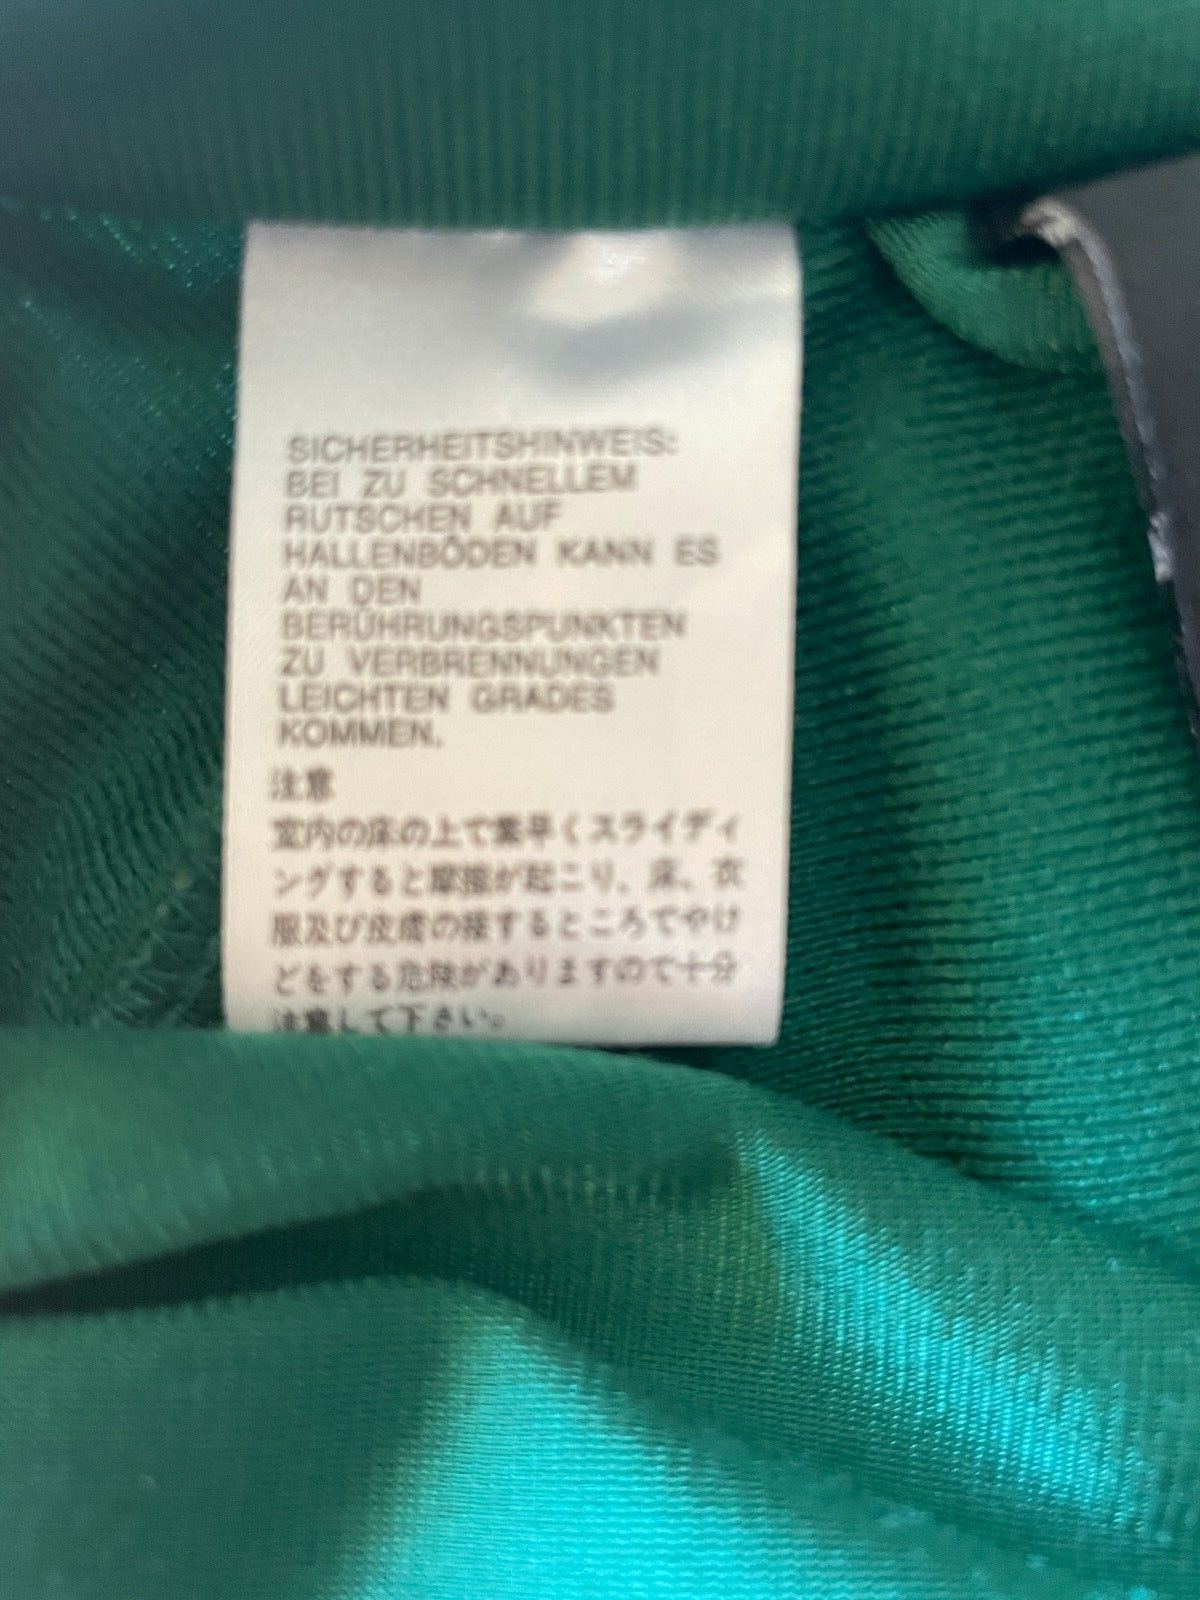 SICHERHEITSHINWEIS:
BEI ZU SCHNELLEM
RUTSCHEN AUF
HALLENBÖDEN KANN ES
AN DEN
BERÜHRUNGSPUNKTEN
ZU VERBRENNUNGEN
LEICHTEN GRADES
KOMMEN.
注意
室内の床の上で素早くスライディ
ングすると摩擦が起こり、床、衣
服及び皮膚の接するところでやけ
どをする危険がありますので十分
注意して下さい。